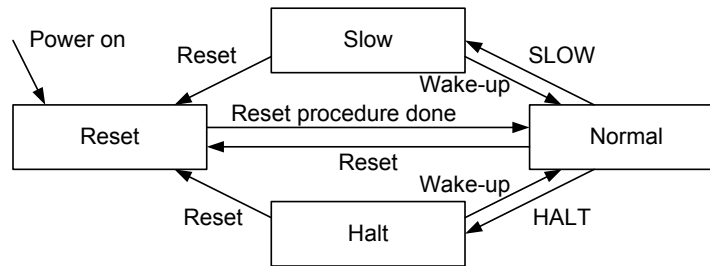 Power on
Slow
Reset
SLOW
Wake-up
Reset procedure done
Reset
Normal
Reset
Wake-up
Reset
HALT
Halt